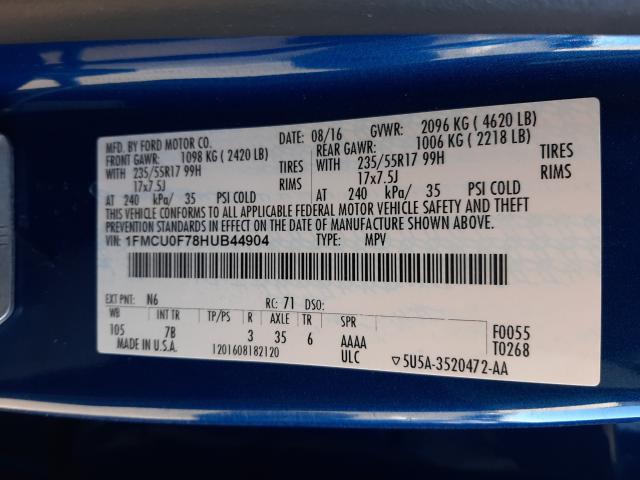 MFD. BY FORD MOTOR CO.
DATE: 08/16 GVWR: 2096 KG ( 4620 LB)
FRONT GAWR: 1098 KG ( 2420 LB) REAR GAWR: 1006 KG ( 2218 LB)
WITH 235/55R17 99H TIRES WITH 235/55R17 99H TIRES
17x7.5J RIMS 17x7.5J RIMS
AT 240 kPa/ 35 PSI COLD AT 240 kPa/ 35 PSI COLD
THIS VEHICLE CONFORMS TO ALL APPLICABLE FEDERAL MOTOR VEHICLE SAFETY AND THEFT
PREVENTION STANDARDS IN EFFECT ON THE DATE OF MANUFACTURE SHOWN ABOVE.
VIN: 1FMCU0F78HUB44904 TYPE: MPV
EXT PNT: N6 RC: 71 DSO:
WB INT TR TP/PS R AXLE TR SPR
105 7B 3 35 6 AAAA F0055
MADE IN U.S.A. 1201608182120 ULC T0268
▽5U5A-3520472-AA